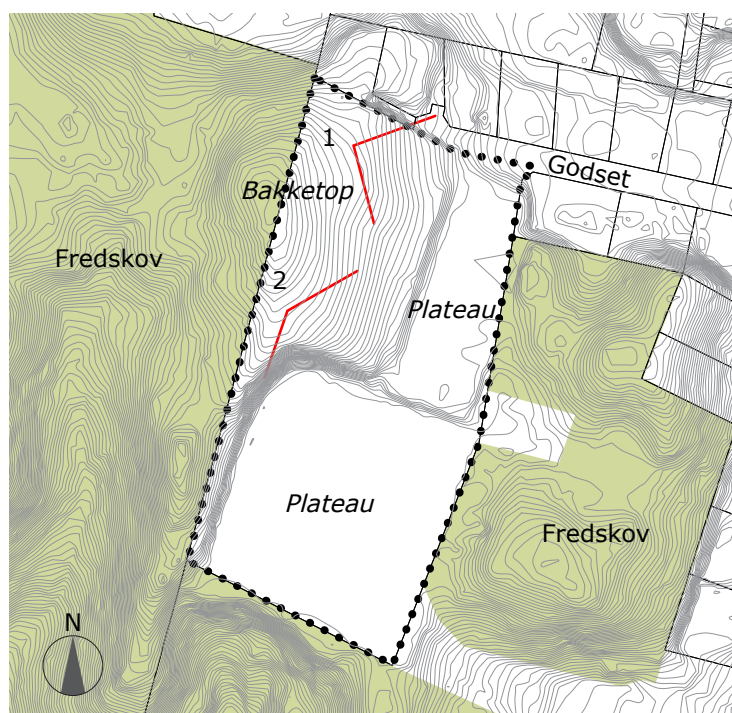 1
Godset
Bakketop
Fredskov
2
Plateau
Plateau
Fredskov
N